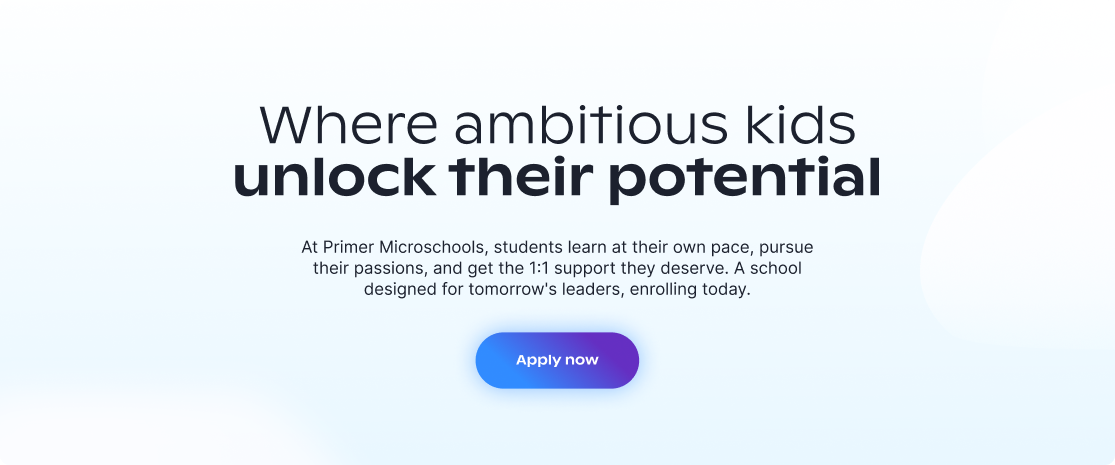 Where ambitious kids
unlock their potential
At Primer Microschools, students learn at their own pace, pursue
their passions, and get the 1:1 support they deserve. A school
designed for tomorrow's leaders, enrolling today.
Apply now